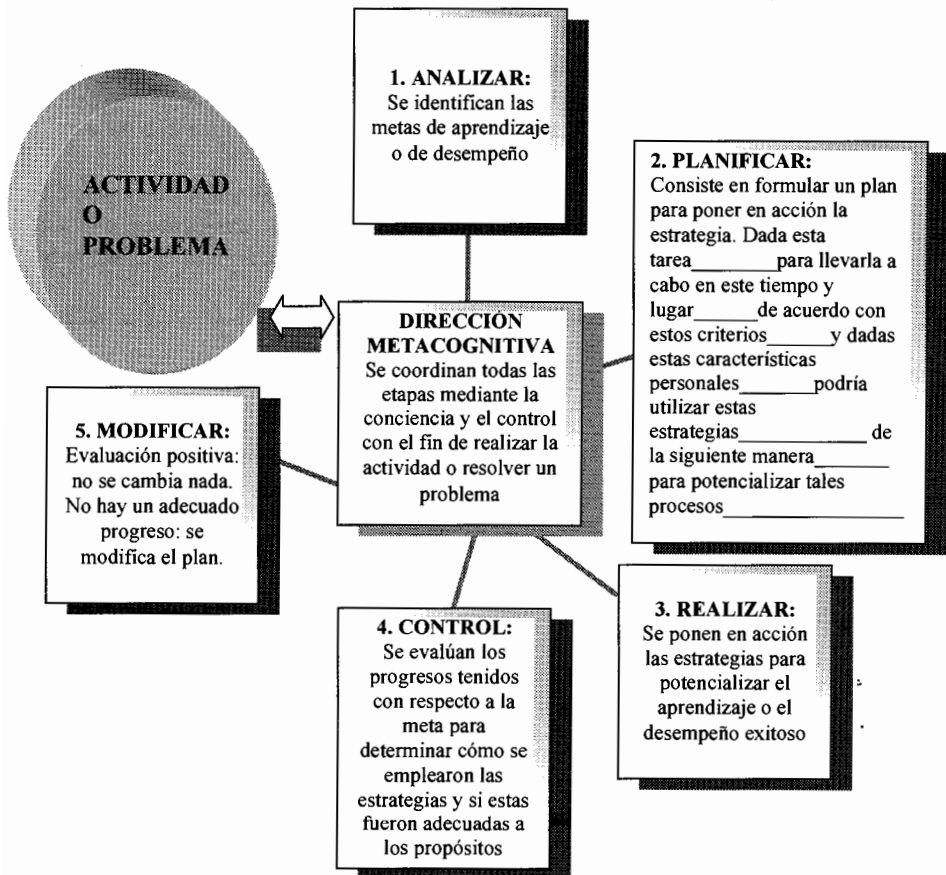 ACTIVIDAD
O
PROBLEMA
1. ANALIZAR:
Se identifican las
metas de aprendizaje
o de desempeño
2. PLANIFICAR:
Consiste en formular un plan
para poner en acción la
estrategia. Dada esta
tarea_________para llevarla a
cabo en este tiempo y
lugar______de acuerdo con
estos criterios______y dadas
estas características
personales_______podría
utilizar estas
estrategias____________ de
la siguiente manera_______
para potencializar tales
procesos_________________
DIRECCIÓN
METACOGNITIVA
Se coordinan todas las
etapas mediante la
conciencia y el control
con el fin de realizar la
actividad o resolver un
problema
5. MODIFICAR:
Evaluación positiva:
no se cambia nada.
No hay un adecuado
progreso: se
modifica el plan.
4. CONTROL:
Se evalúan los
progresos tenidos
con respecto a la
meta para
determinar cómo se
emplearon las
estrategias y si estas
fueron adecuadas a
los propósitos
3. REALIZAR:
Se ponen en acción
las estrategias para
potencializar el
aprendizaje o el
desempeño exitoso